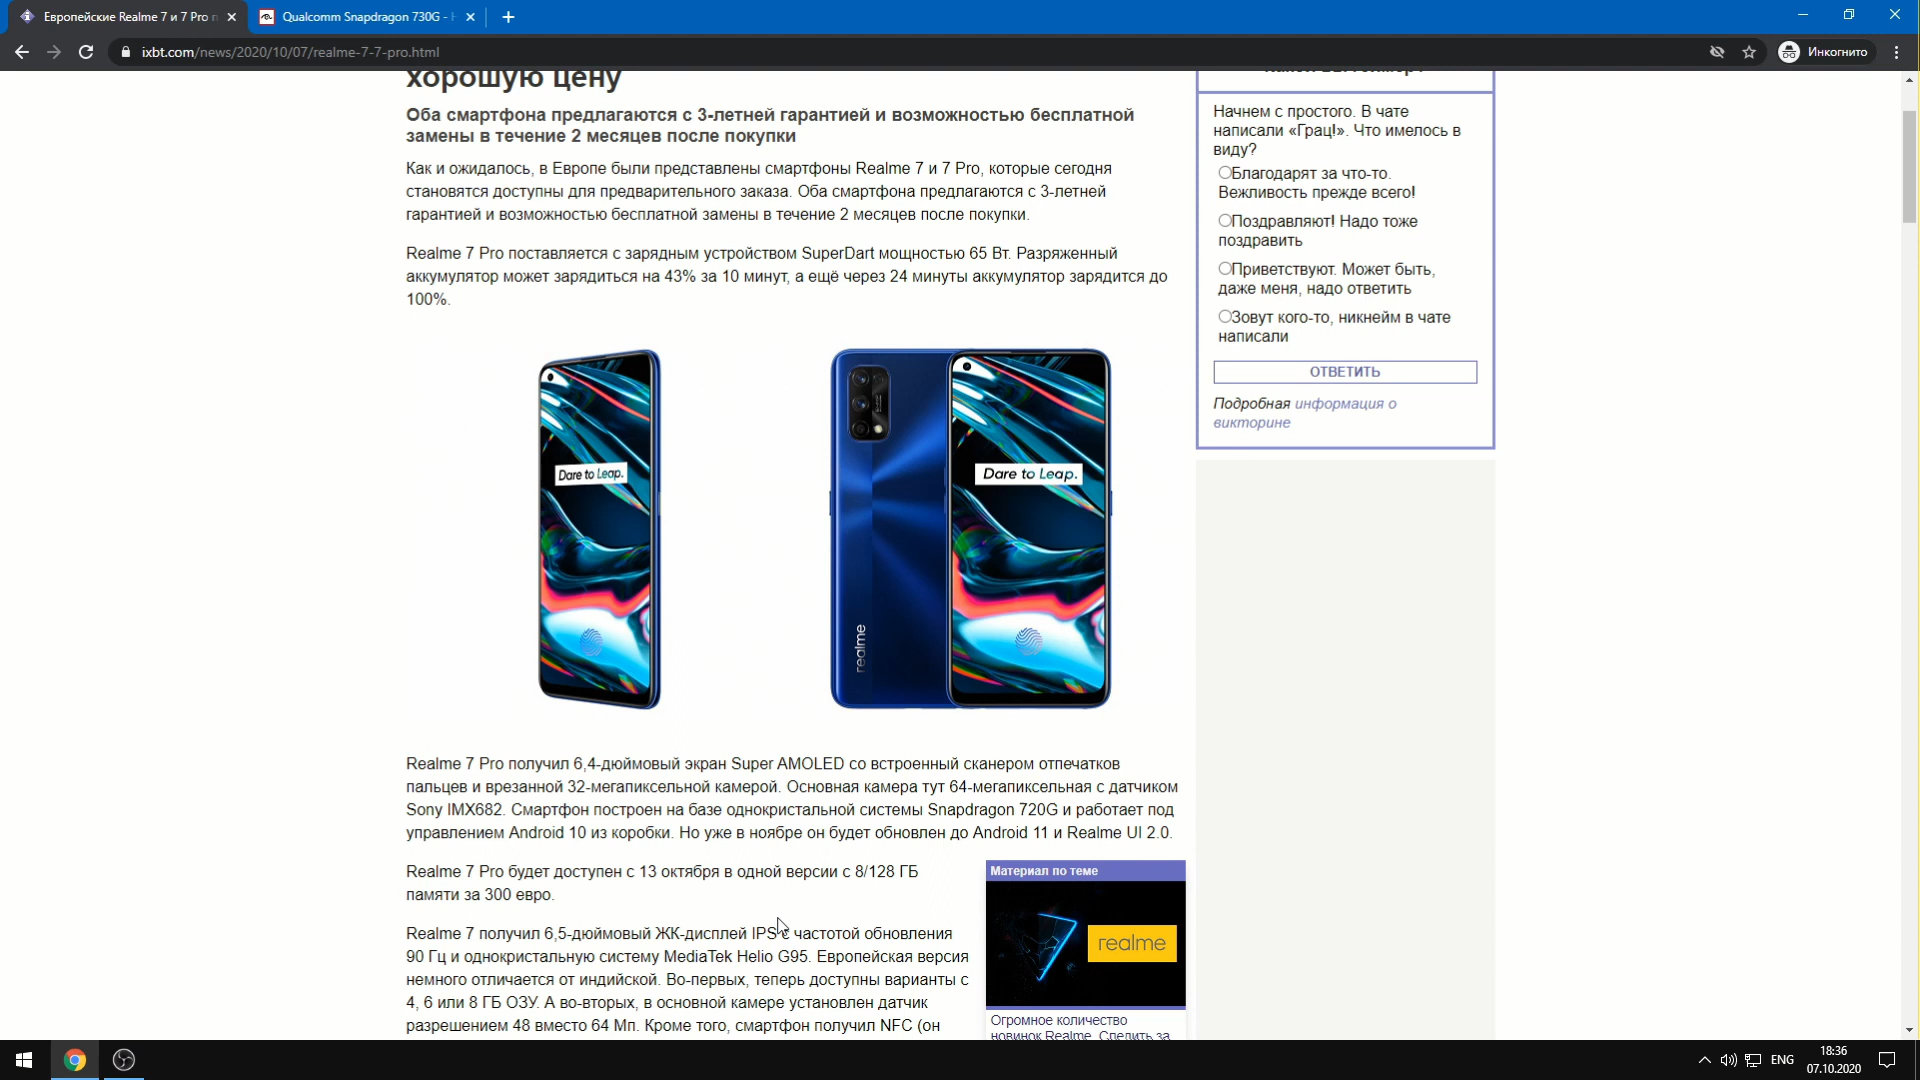 Европейские Realme 7 и 7 Pro п
Qualcomm Snapdragon 730G - H
ixbt.com/news/2020/10/07/realme-7-7-pro.html
Инкогнито
хорошую цену
Оба смартфона предлагаются с 3-летней гарантией и возможностью бесплатной
замены в течение 2 месяцев после покупки
Как и ожидалось, в Европе были представлены смартфоны Realme 7 и 7 Pro, которые сегодня
становятся доступны для предварительного заказа. Оба смартфона предлагаются с 3-летней
гарантией и возможностью бесплатной замены в течение 2 месяцев после покупки.
Realme 7 Pro поставляется с зарядным устройством SuperDart мощностью 65 Вт. Разряженный
аккумулятор может зарядиться на 43% за 10 минут, а ещё через 24 минуты аккумулятор зарядится до
100%.
Dare to Leap.
realme
Dare to Leap.
Realme 7 Pro получил 6,4-дюймовый экран Super AMOLED со встроенный сканером отпечатков
пальцев и врезанной 32-мегапиксельной камерой. Основная камера тут 64-мегапиксельная с датчиком
Sony IMX682. Смартфон построен на базе однокристальной системы Snapdragon 720G и работает под
управлением Android 10 из коробки. Но уже в ноябре он будет обновлен до Android 11 и Realme UI 2.0.
Realme 7 Pro будет доступен с 13 октября в одной версии с 8/128 ГБ
памяти за 300 евро.
Realme 7 получил 6,5-дюймовый ЖК-дисплей IPS с частотой обновления
90 Гц и однокристальную систему MediaTek Helio G95. Европейская версия
немного отличается от индийской. Во-первых, теперь доступны варианты с
4, 6 или 8 ГБ ОЗУ. А во-вторых, в основной камере установлен датчик
разрешением 48 вместо 64 Мп. Кроме того, смартфон получил NFC (он
Материал по теме
realme
Огромное количество
новинок Realme. Следить за
Начнем с простого. В чате
написали «Грац!». Что имелось в
виду?
Благодарят за что-то.
Вежливость прежде всего!
Поздравляют! Надо тоже
поздравить
Приветствуют. Может быть,
даже меня, надо ответить
Зовут кого-то, никнейм в чате
написали
ОТВЕТИТЬ
Подробная информация о
викторине
ENG
18:36
07.10.2020